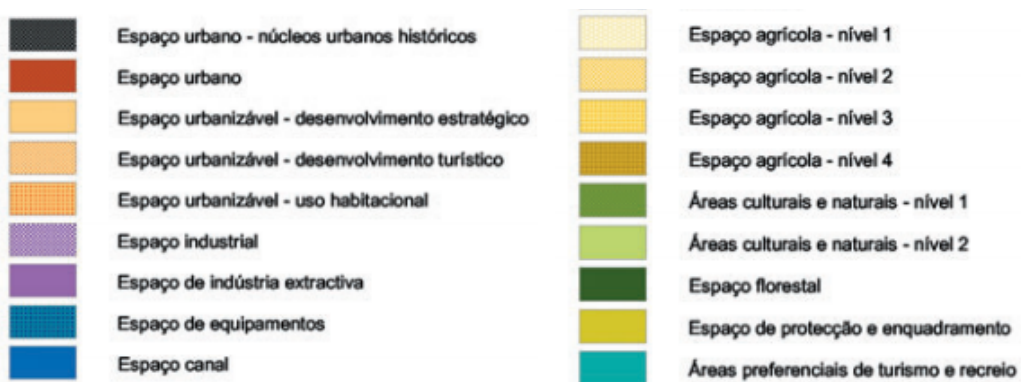 Espaço urbano - núcleos urbanos históricos
Espaço urbano
Espaço urbanizável - desenvolvimento estratégico
Espaço urbanizável - desenvolvimento turístico
Espaço urbanizável - uso habitacional
Espaço industrial
Espaço de indústria extractiva
Espaço de equipamentos
Espaço canal
Espaço agrícola - nível 1
Espaço agrícola - nível 2
Espaço agrícola - nível 3
Espaço agrícola - nível 4
Áreas culturais e naturais - nível 1
Áreas culturais e naturais - nível 2
Espaço florestal
Espaço de protecção e enquadramento
Áreas preferenciais de turismo e recreio